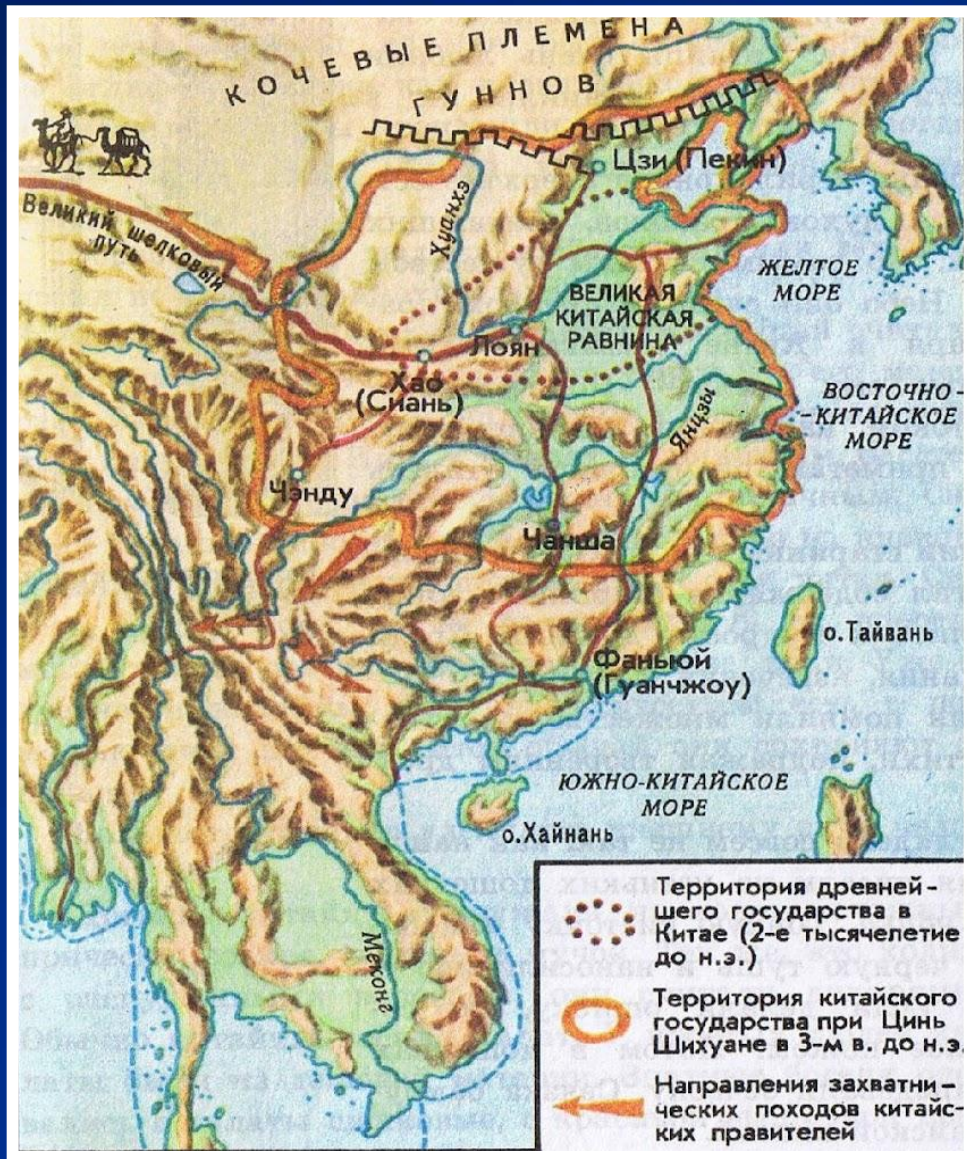 КОЧЕВЫЕ ПЛЕМЕНА
ГУННОВ
Цзи (Пекин)
Великий шелковый
путь
Хуанхэ
ЖЕЛТОЕ
МОРЕ
ВЕЛИКАЯ
КИТАЙСКАЯ
РАВНИНА
Лоян
Хао
(Сиань)
ВОСТОЧНО-
-КИТАЙСКОЕ
МОРЕ
Янцзы
Чэнду
Чанша
о.Тайвань
Фаньюй
(Гуанчжоу)
ЮЖНО-КИТАЙСКОЕ
МОРЕ
о.Хайнань
Меконг
Территория древней-
шего государства в
Китае (2-е тысячелетие
до н.э.)
Территория китайского
государства при Цинь
Шихуане в 3-м в. до н.э.
Направления захватни-
ческих походов китайс-
ких правителей